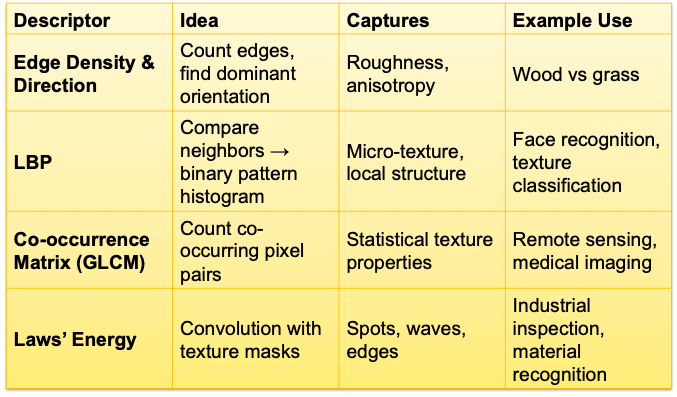 Descriptor Idea Captures Example Use
Edge Density &
Direction
Count edges,
find dominant
orientation
Roughness,
anisotropy
Wood vs grass
LBP
Compare
neighbors →
binary pattern
histogram
Micro-texture,
local structure
Face recognition,
texture
classification
Co-occurrence
Matrix (GLCM)
Count co-
occurring pixel
pairs
Statistical texture
properties
Remote sensing,
medical imaging
Laws’ Energy
Convolution with
texture masks
Spots, waves,
edges
Industrial
inspection,
material
recognition